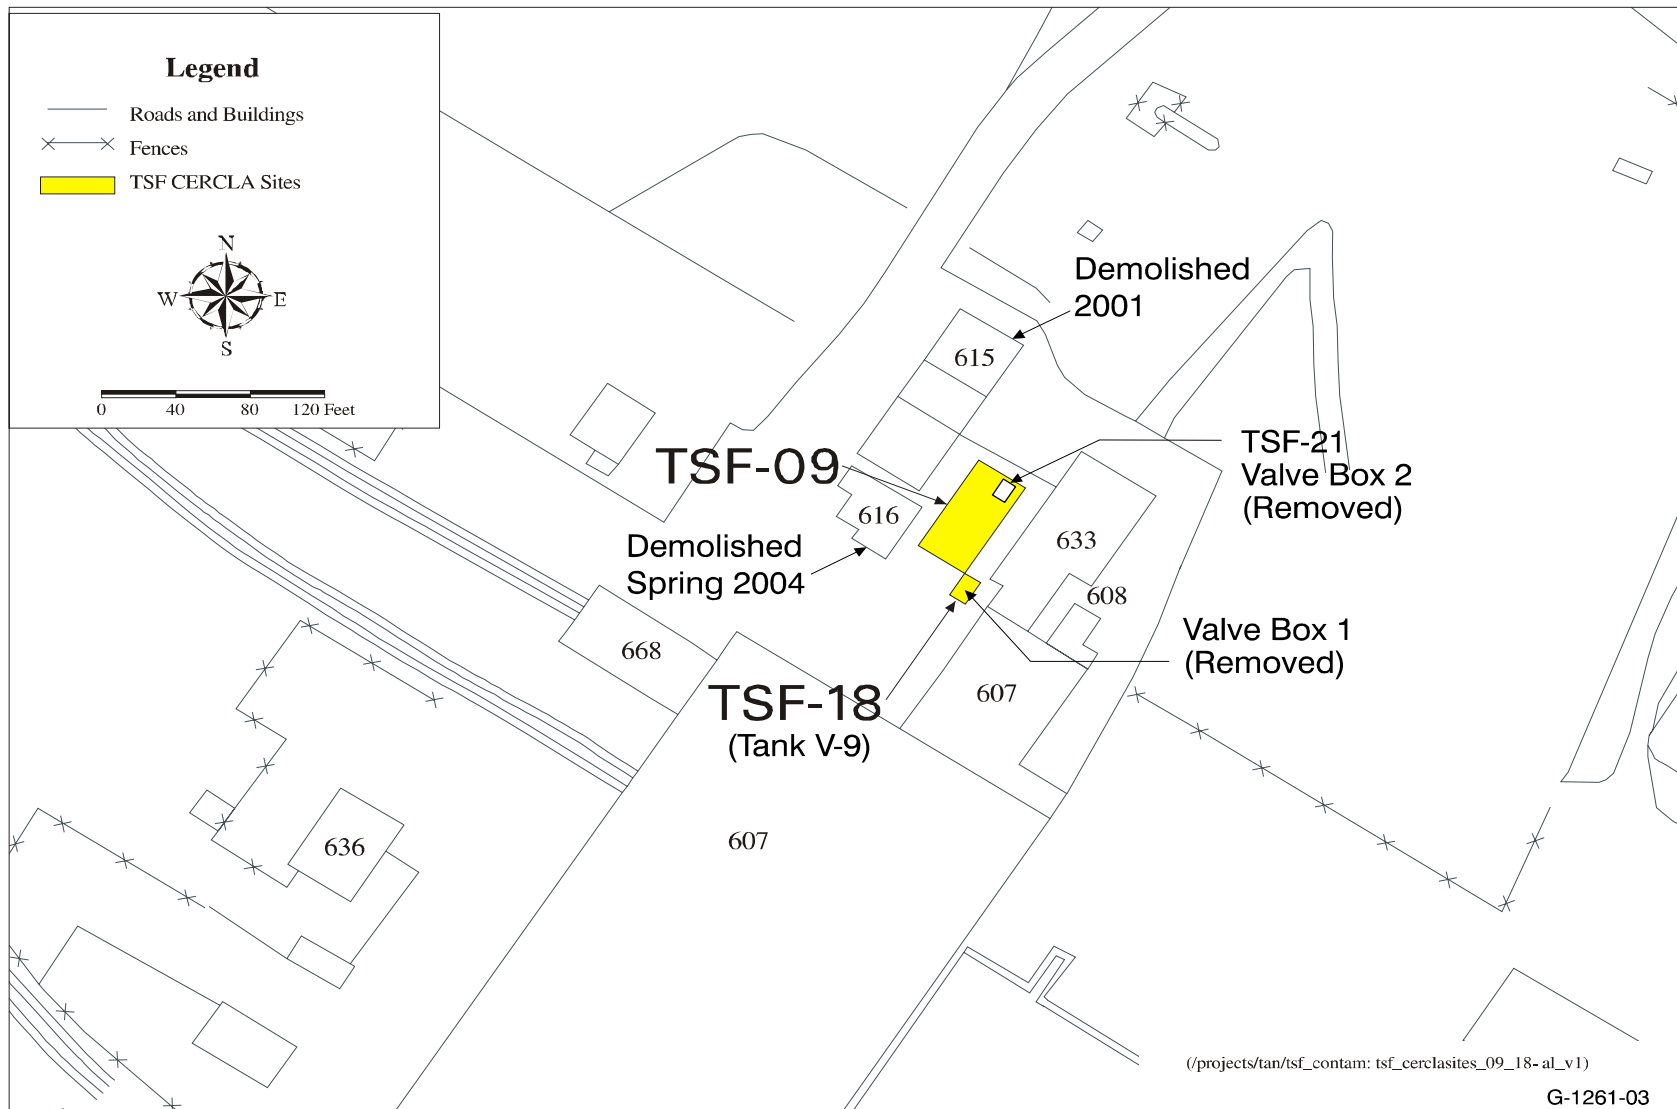 Legend
Roads and Buildings
Fences
TSF CERCLA Sites
N
W
E
S
0 40 80 120 Feet
Demolished
2001
615
TSF-09
TSF-21
Valve Box 2
(Removed)
616
633
Demolished
Spring 2004
608
Valve Box 1
(Removed)
668
607
TSF-18
(Tank V-9)
607
636
(/projects/tan/tsf_contam: tsf_cerclasites_09_18- al_v1)
G-1261-03